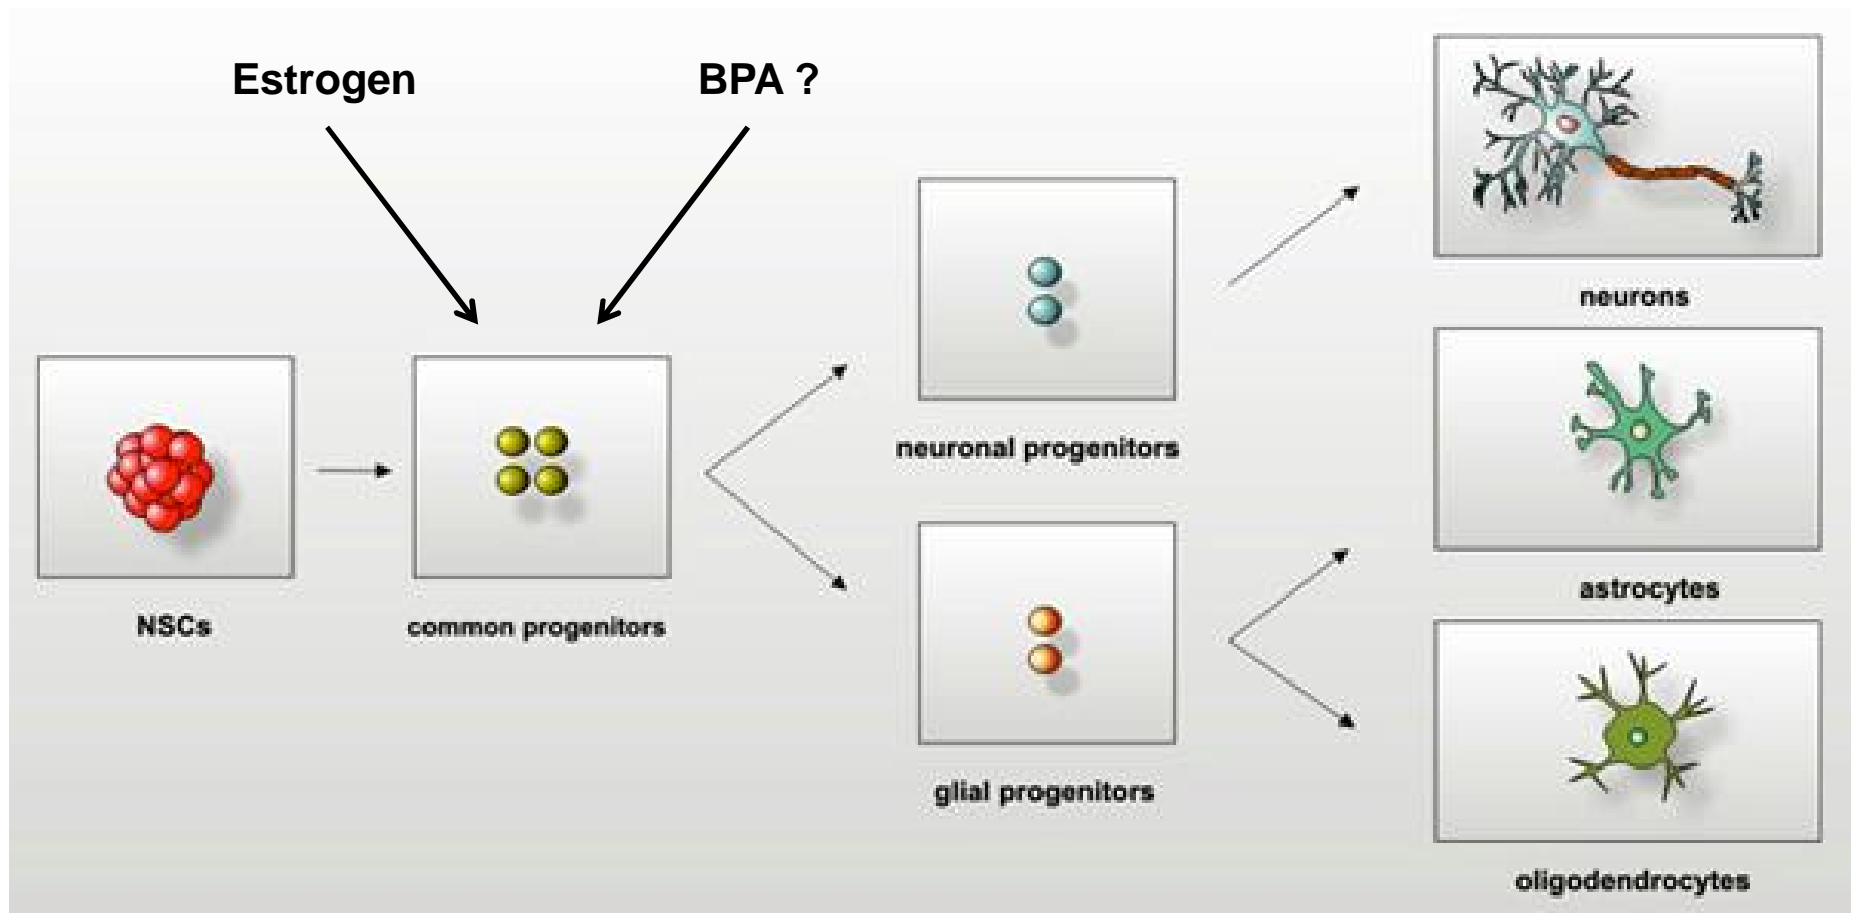 Estrogen
BPA ?
NSCs
common progenitors
neuronal progenitors
glial progenitors
neurons
astrocytes
oligodendrocytes